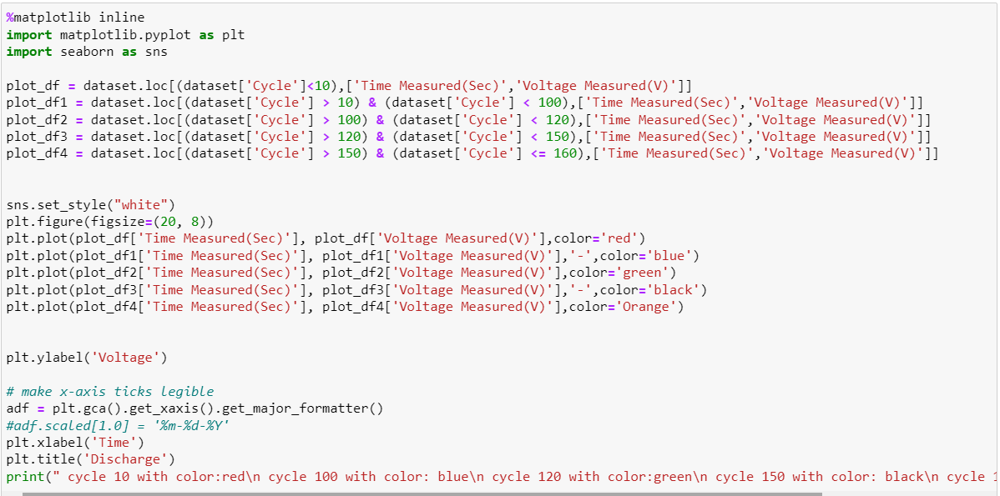 %matplotlib inline
import matplotlib.pyplot as plt
import seaborn as sns
plot_df = dataset.loc[(dataset['Cycle']<10),['Time Measured(Sec)','Voltage Measured(V)']]
plot_df1 = dataset.loc[(dataset['Cycle'] > 10) & (dataset['Cycle'] < 100),['Time Measured(Sec)','Voltage Measured(V)']]
plot_df2 = dataset.loc[(dataset['Cycle'] > 100) & (dataset['Cycle'] < 120),['Time Measured(Sec)','Voltage Measured(V)']]
plot_df3 = dataset.loc[(dataset['Cycle'] > 120) & (dataset['Cycle'] < 150),['Time Measured(Sec)','Voltage Measured(V)']]
plot_df4 = dataset.loc[(dataset['Cycle'] > 150) & (dataset['Cycle'] <= 160),['Time Measured(Sec)','Voltage Measured(V)']]
sns.set_style("white")
plt.figure(figsize=(20, 8))
plt.plot(plot_df['Time Measured(Sec)'], plot_df['Voltage Measured(V)'],color='red')
plt.plot(plot_df1['Time Measured(Sec)'], plot_df1['Voltage Measured(V)'],'-',color='blue')
plt.plot(plot_df2['Time Measured(Sec)'], plot_df2['Voltage Measured(V)'],color='green')
plt.plot(plot_df3['Time Measured(Sec)'], plot_df3['Voltage Measured(V)'],'-',color='black')
plt.plot(plot_df4['Time Measured(Sec)'], plot_df4['Voltage Measured(V)'],color='Orange')
plt.ylabel('Voltage')
# make x-axis ticks legible
adf = plt.gca().get_xaxis().get_major_formatter()
#adf.scaled[1.0] = '%m-%d-%Y'
plt.xlabel('Time')
plt.title('Discharge')
print(" cycle 10 with color:red\n cycle 100 with color: blue\n cycle 120 with color:green\n cycle 150 with color: black\n cycle